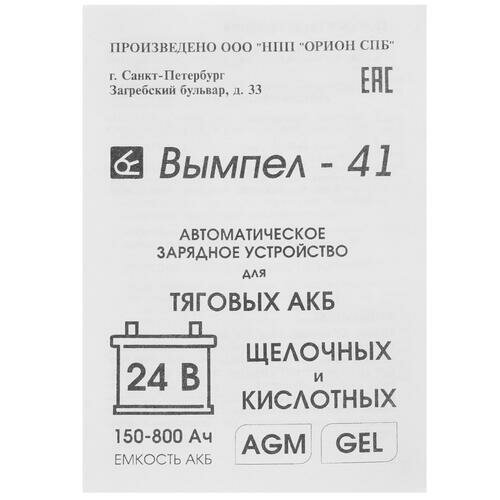 ПРОИЗВЕДЕНО ООО "НПП "ОРИОН СПБ"
г. Санкт-Петербург
Загребский бульвар, д. 33
ЕАС
Вымпел - 41
АВТОМАТИЧЕСКОЕ
ЗАРЯДНОЕ УСТРОЙСТВО
для
ТЯГОВЫХ АКБ
24 В
ЩЕЛОЧНЫХ
и
КИСЛОТНЫХ
150-800 Ач
ЕМКОСТЬ АКБ
AGM
GEL